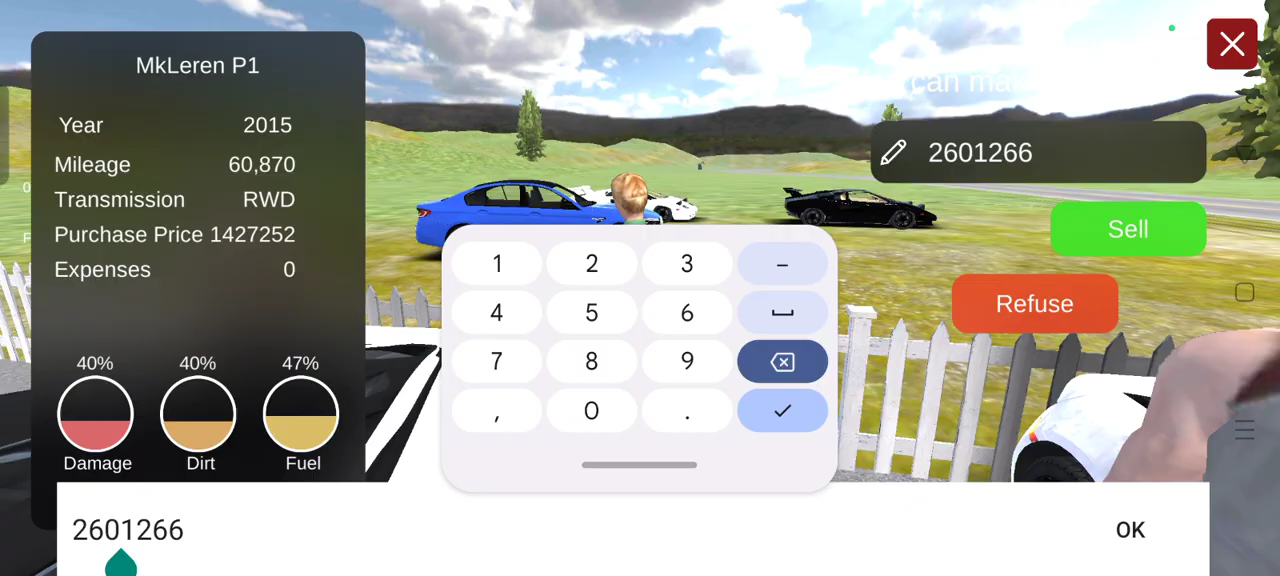 MkLeren P1
Year 2015
Mileage 60,870
Transmission RWD
Purchase Price 1427252
Expenses 0
40% 40% 47%
Damage Dirt Fuel
can
2601266
Sell
Refuse
1 2 3 –
4 5 6
7 8 9
, 0 .
2601266
OK